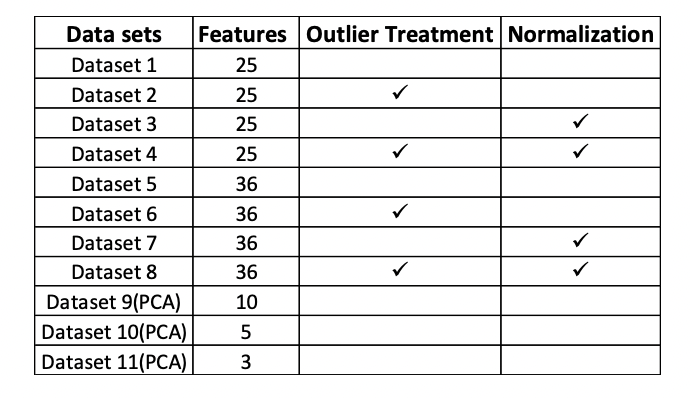 Data sets Features Outlier Treatment Normalization
Dataset 1 25
Dataset 2 25 ✓
Dataset 3 25 ✓
Dataset 4 25 ✓ ✓
Dataset 5 36
Dataset 6 36 ✓
Dataset 7 36 ✓
Dataset 8 36 ✓ ✓
Dataset 9(PCA) 10
Dataset 10(PCA) 5
Dataset 11(PCA) 3